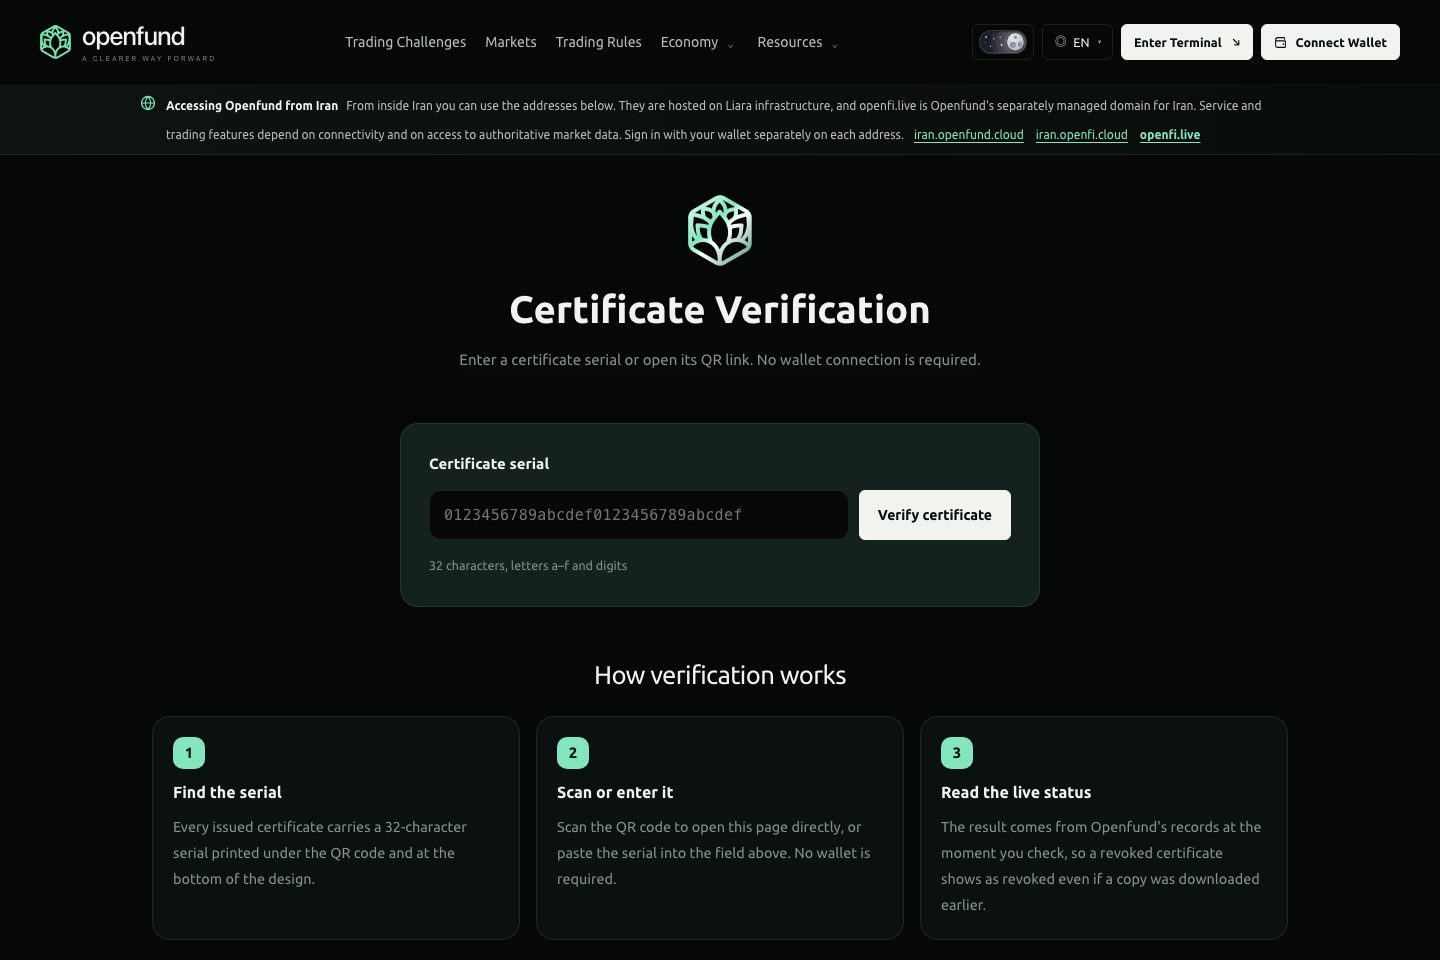 openfund
A CLEARER WAY FORWARD
Trading Challenges
Markets
Trading Rules
Economy
Resources
EN
Enter Terminal
Connect Wallet
Accessing Openfund from Iran From inside Iran you can use the addresses below. They are hosted on Liara infrastructure, and openfi.live is Openfund's separately managed domain for Iran. Service and
trading features depend on connectivity and on access to authoritative market data. Sign in with your wallet separately on each address. iran.openfund.cloud iran.openfi.cloud openfi.live
Certificate Verification
Enter a certificate serial or open its QR link. No wallet connection is required.
Certificate serial
0123456789abcdef0123456789abcdef
Verify certificate
32 characters, letters a–f and digits
How verification works
1
Find the serial
Every issued certificate carries a 32-character
serial printed under the QR code and at the
bottom of the design.
2
Scan or enter it
Scan the QR code to open this page directly, or
paste the serial into the field above. No wallet is
required.
3
Read the live status
The result comes from Openfund's records at the
moment you check, so a revoked certificate
shows as revoked even if a copy was downloaded
earlier.